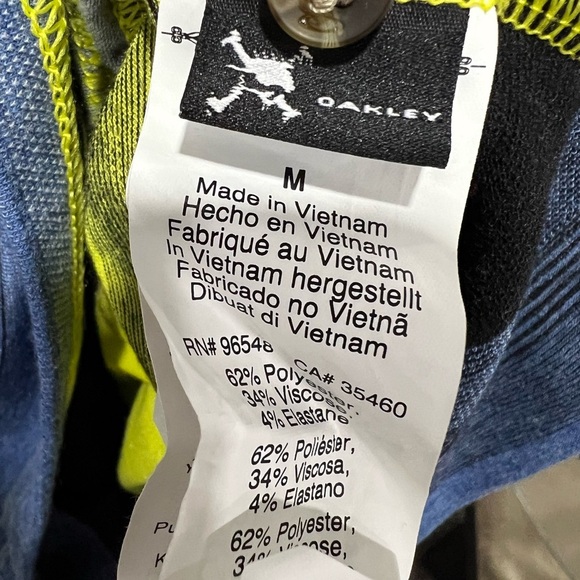 OAKLEY
M
Made in Vietnam
Hecho en Vietnam
Fabriqué au Vietnam
In Vietnam hergestellt
Fabricado no Vietnã
Dibuat di Vietnam
RN# 96548 CA# 35460
62% Polyester,
34% Viscose,
4% Elastane
62% Poliéster,
34% Viscosa,
4% Elastano
62% Polyester,